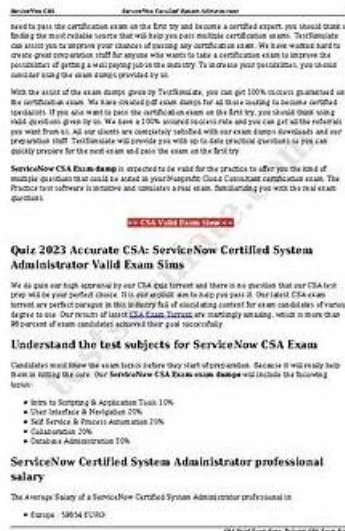 ServiceNow CSA ServiceNow Certified System Administrator
need to pass the certification exam on the first try and become a certified expert, you should think
finding the most reliable source that will help you pass multiple certification exams. TestSimulate
can assist you to improve your chances of passing any certification exam. We have worked hard to
create great preparation stuff for anyone who wants to take a certification exam to improve the
possibilities of getting a well paying job in the industry. To increase your possibilities, you should
consider using the exam dumps provided by us.
With the assist of the exam dumps given by TestSimulate, you can get 100% success guaranteed on
the certification exam. We have created pdf exam dumps for all those looking to become certified
specialists. If you also want to pass the certification exam on the first try, you should think using
valid questions given by us. We have a 100% assured success rate and you can get all the referrals
you want from us. All our clients are completely satisfied with our exam dumps downloads and our
preparation stuff. Testsimulate will provide you with up to date practical questions so you can
quickly prepare for the next exam and pass the exam on the first try.
ServiceNow CSA Exam dump is expected to be valid for the practice to offer you the kind of
multiple questions that could be asked in your Nonprofit Cloud Consultant certification exam. The
Practice test software is intuitive and simulates a real exam, familiarizing you with the real exam
questions.
>> CSA Valid Exam Sims <<
Quiz 2023 Accurate CSA: ServiceNow Certified System
Administrator Valid Exam Sims
We do gain our high approval by our CSA quiz torrent and there is no question that our CSA test
prep will be your perfect choice. It is our explicit aim to help you pass it. Our latest CSA exam
torrent are perfect paragon in this industry full of elucidating content for exam candidates of various
degree to use. Our results of latest CSA Exam Torrent are startlingly amazing, which is more than
98 percent of exam candidates achieved their goal successfully.
Understand the test subjects for ServiceNow CSA Exam
Candidates must know the exam topics before they start of preparation. Because it will really help
them in hitting the core. Our ServiceNow CSA Exam exam dumps will include the following
topics:
Intro to Scripting & Application Tools 10%
User Interface & Navigation 20%
Self Service & Process Automation 20%
Collaboration 20%
Database Administration 30%
ServiceNow Certified System Administrator professional
salary
The Average Salary of a ServiceNow Certified System Administrator professional in
Europe : 59654 EURO